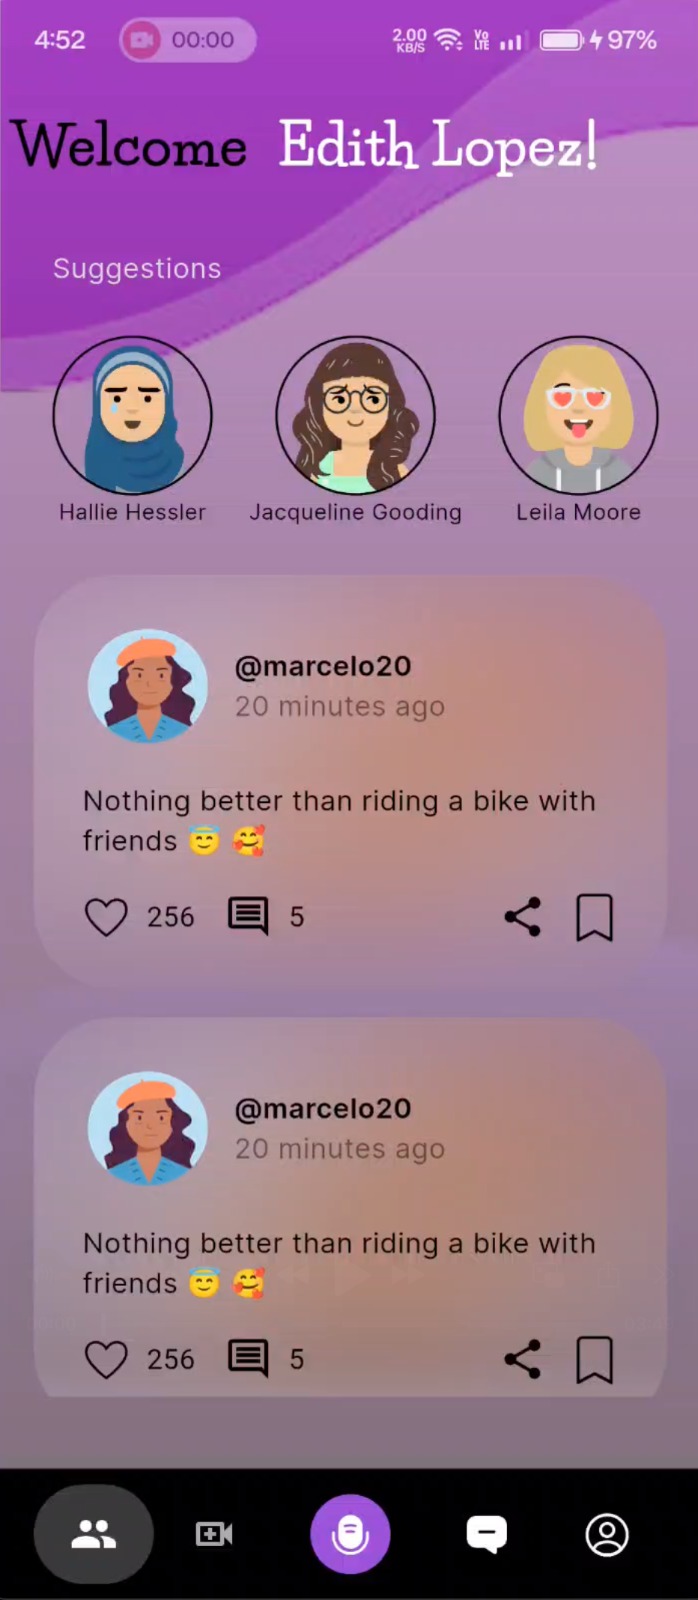 4:52 00:00 2.00 KB/S Vo LTE 97%
Welcome Edith Lopez!
Suggestions
Hallie Hessler Jacqueline Gooding Leila Moore
@marcelo20
20 minutes ago
Nothing better than riding a bike with
friends 😇 🥰
256 5
@marcelo20
20 minutes ago
Nothing better than riding a bike with
friends 😇 🥰
256 5